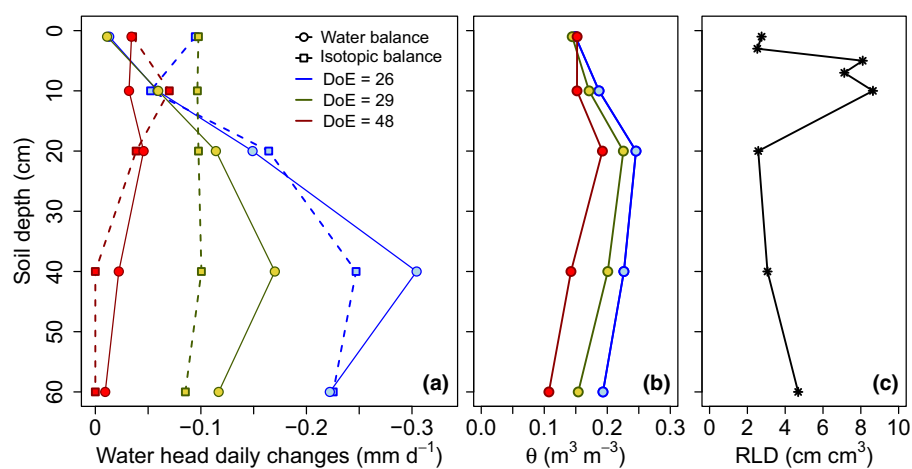 Water balance
Isotopic balance
DoE = 26
DoE = 29
DoE = 48
Soil depth (cm)
0
10
20
30
40
50
60
(a)
0
−0.1
−0.2
−0.3
Water head daily changes (mm d⁻¹)
(b)
0.0
0.1
0.2
0.3
θ (m³ m⁻³)
(c)
0
2
4
6
8
10
RLD (cm cm³)